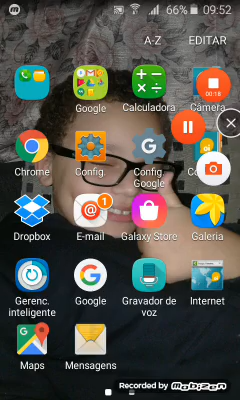 66% 09:52
A-Z EDITAR
Google Calculadora Câmera
00:18
Chrome Config. Config. Google
1
Dropbox E-mail Galaxy Store Galeria
Gerenc. inteligente Google Gravador de voz Internet
Maps Mensagens
Recorded by Mobizen